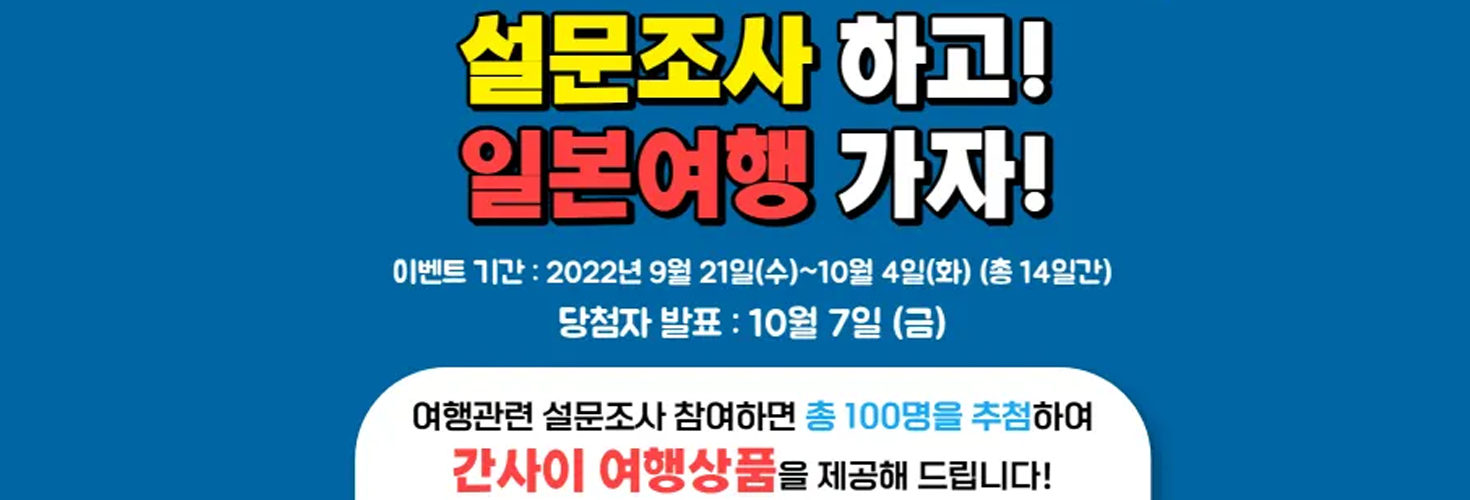 설문조사 하고!
일본여행 가자!
이벤트 기간 : 2022년 9월 21일(수)~10월 4일(화) (총 14일간)
당첨자 발표 : 10월 7일 (금)
여행관련 설문조사 참여하면 총 100명을 추첨하여
간사이 여행상품을 제공해 드립니다!